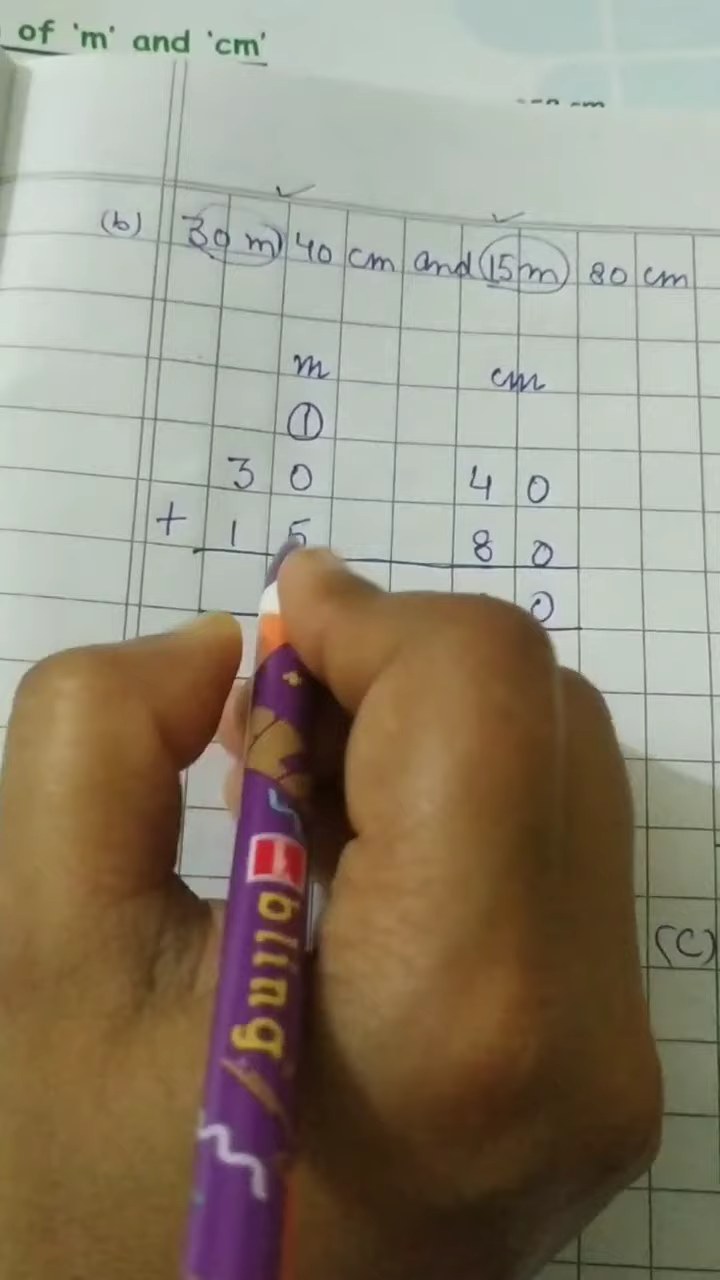 of 'm' and 'cm'
(b) 30 m 40 cm and 15 m 80 cm
m cm
1
3 0 4 0
+ 1 5 8 0
0
(C)
bling